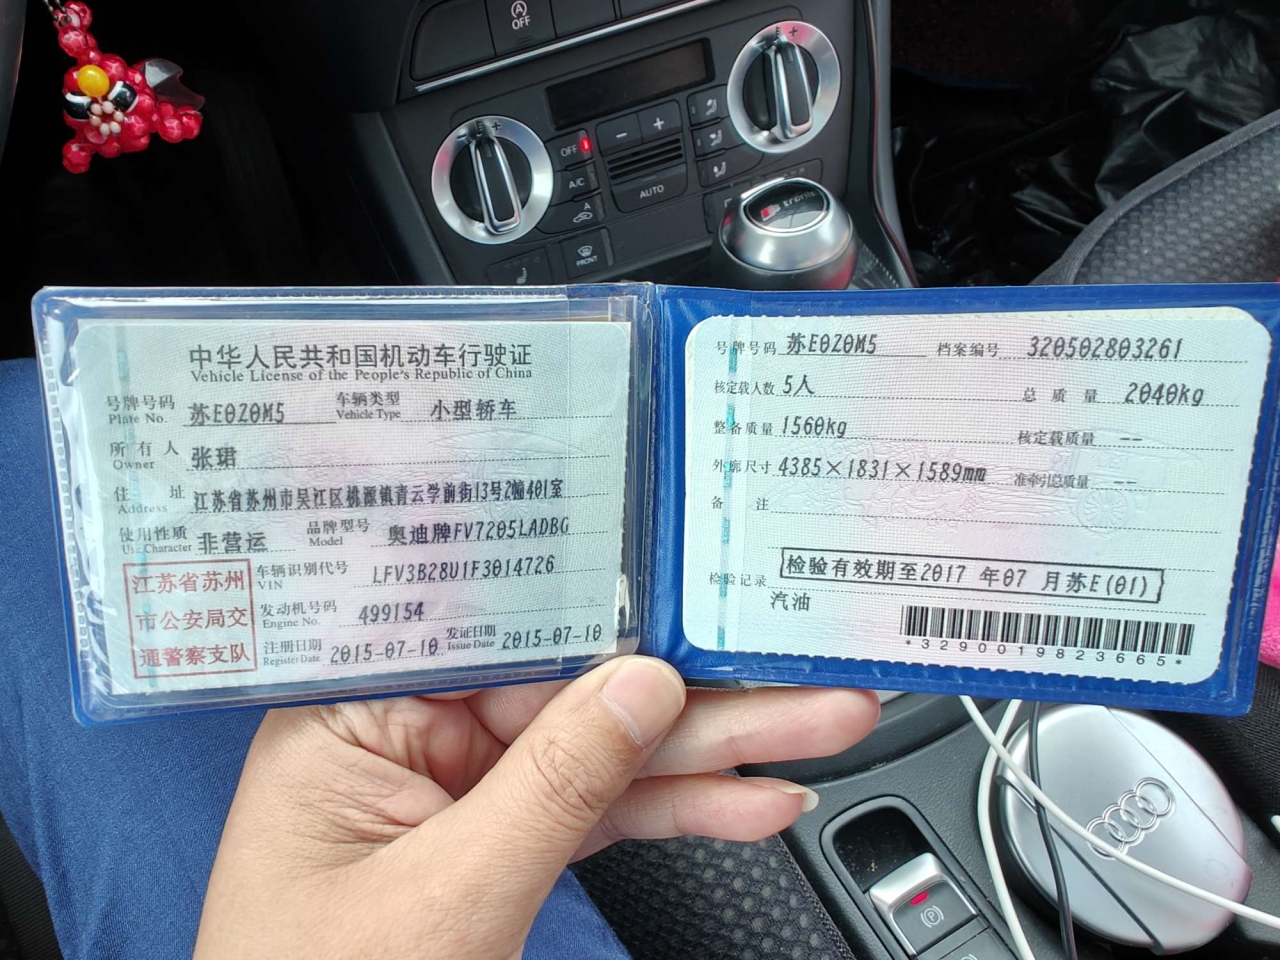 OFF
OFF
A/C
AUTO
A
FRONT
S tronic
中华人民共和国机动车行驶证
Vehicle License of the People's Republic of China
号牌号码 苏E0Z0M5 车辆类型 小型轿车
Plate No. Vehicle Type
所有人 张珺
Owner
住址 江苏省苏州市吴江区桃源镇青云学前街13号2幢401室
Address
使用性质 非营运 品牌型号 奥迪牌FV7205LADBG
Use Character Model
江苏省苏州
市公安局交
通警察支队
车辆识别代号 LFV3B28U1F3014726
VIN
发动机号码 499154
Engine No.
注册日期 2015-07-10 发证日期 2015-07-10
Register Date Issue Date
号牌号码 苏E0Z0M5 档案编号 320502803261
核定载人数 5人 总质量 2040kg
整备质量 1560kg 核定载质量 --
外廓尺寸 4385×1831×1589mm 准牵引总质量 --
备注
检验记录 检验有效期至2017 年07 月苏E(01)
汽油
*3290019823665*
(P)